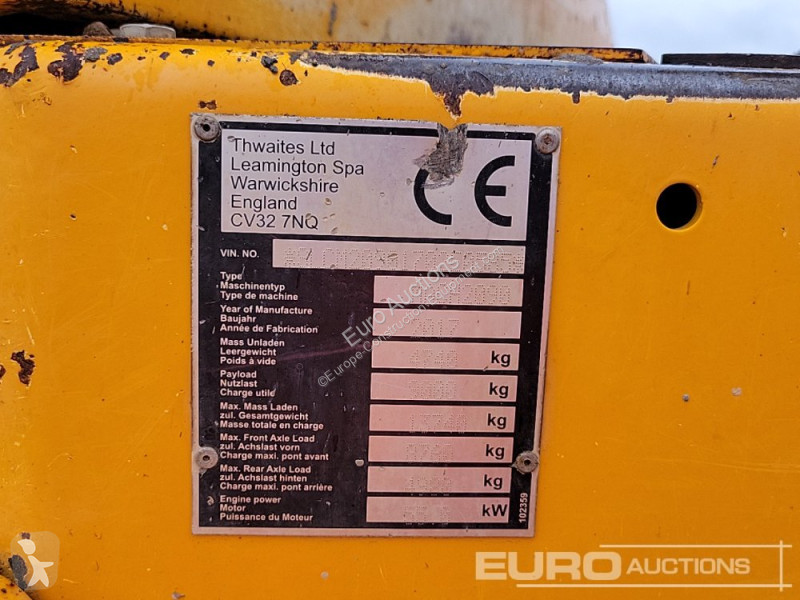 Thwaites Ltd
Leamington Spa
Warwickshire
England
CV32 7NQ
CE
VIN. NO.
Type
Maschinentyp
Type de machine
Year of Manufacture
Baujahr
Année de Fabrication
2017
Mass Unladen
Leergewicht
Poids à vide
4740 kg
Payload
Nutzlast
Charge utile
kg
Max. Mass Laden
zul. Gesamtgewicht
Masse totale en charge
kg
Max. Front Axle Load
zul. Achslast vorn
Charge maxi. pont avant
kg
Max. Rear Axle Load
zul. Achslast hinten
Charge maxi. pont arrière
kg
Engine power
Motor
Puissance du Moteur
kW
102359
Euro Auctions
©Europe-Construction-Equipment.com
EURO AUCTIONS